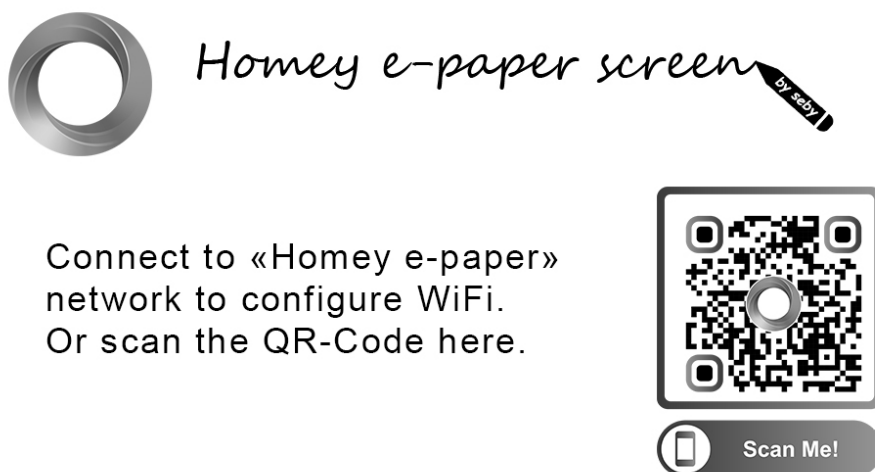 Homey e-paper screen
by seby
Connect to «Homey e-paper»
network to configure WiFi.
Or scan the QR-Code here.
Scan Me!